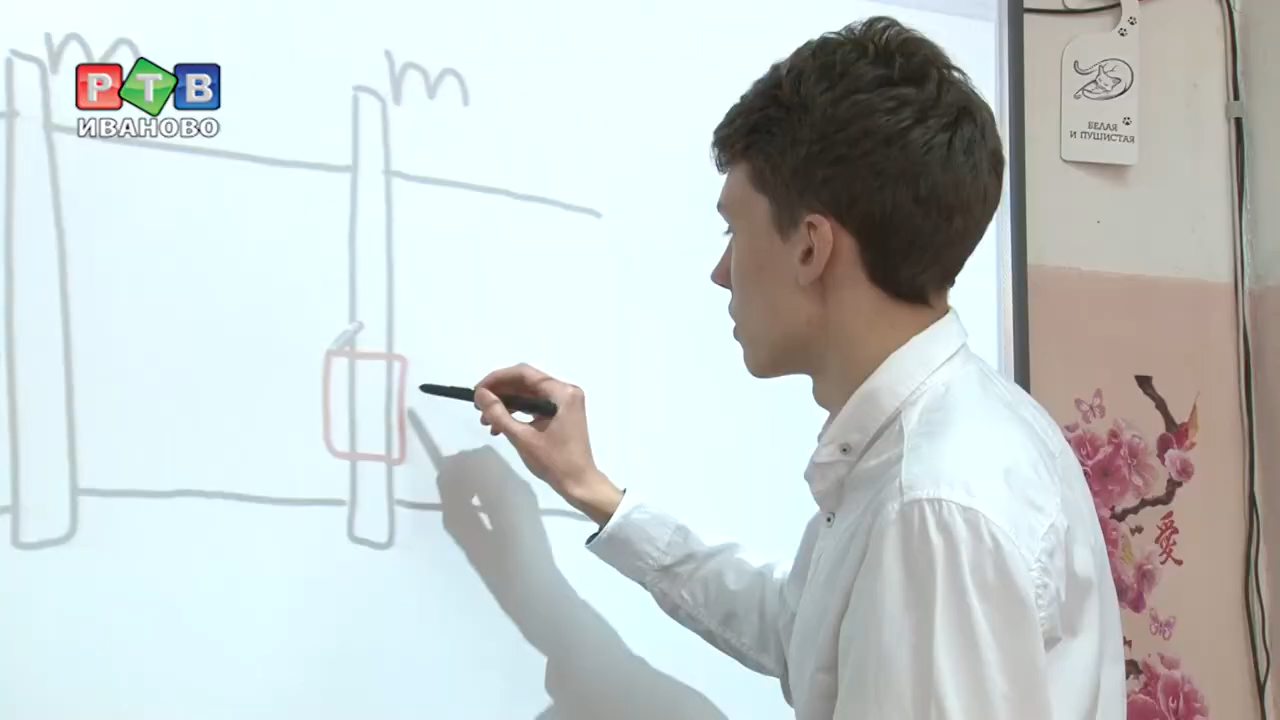 m
m
РТВ
ИВАНОВО
БЕЛАЯ
И ПУШИСТАЯ
愛